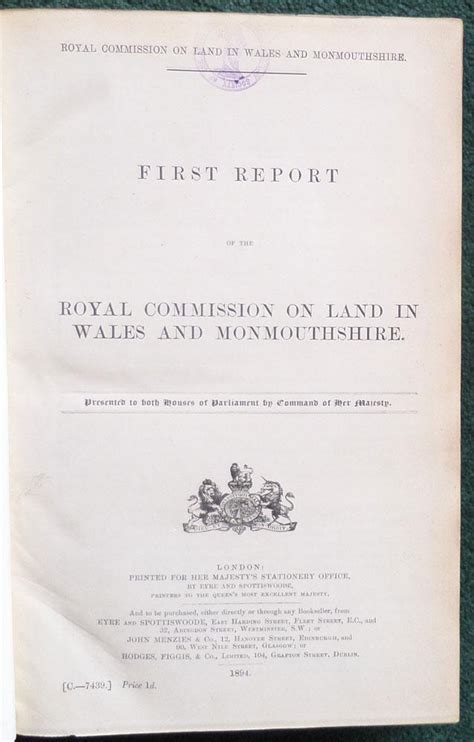 ROYAL COMMISSION ON LAND IN WALES AND MONMOUTHSHIRE.
FIRST REPORT
OF THE
ROYAL COMMISSION ON LAND IN
WALES AND MONMOUTHSHIRE.
Presented to both Houses of Parliament by Command of Her Majesty.
LONDON:
PRINTED FOR HER MAJESTY'S STATIONERY OFFICE,
BY EYRE AND SPOTTISWOODE,
PRINTERS TO THE QUEEN'S MOST EXCELLENT MAJESTY,
And to be purchased, either directly or through any Bookseller, from
EYRE AND SPOTTISWOODE, EAST HARDING STREET, FLEET STREET, E.C., AND
32, ABINGDON STREET, WESTMINSTER, S.W; OR
JOHN MENZIES & Co., 12, HANOVER STREET, EDINBURGH, AND
90, WEST NILE STREET, GLASGOW; OR
HODGES, FIGGIS, & Co., LIMITED, 104, GRAFTON STREET, DUBLIN.
1894.
[C.—7439.] Price 1d.